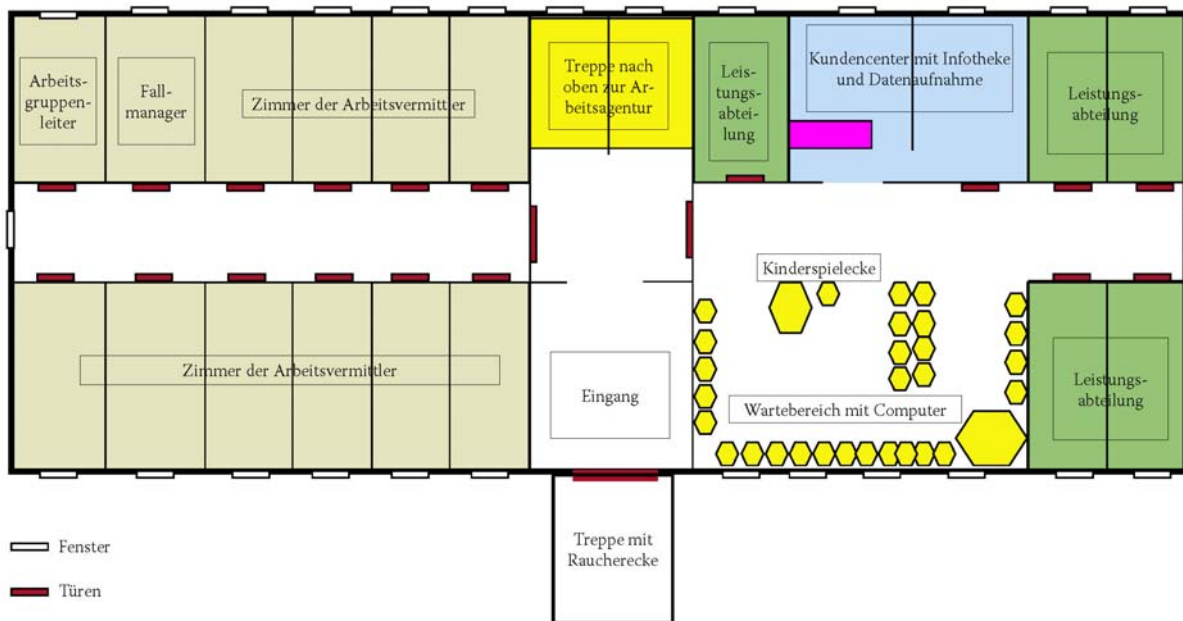 Arbeits-
gruppen-
leiter
Fall-
manager
Zimmer der Arbeitsvermittler
Treppe nach
oben zur Ar-
beitsagentur
Leis-
tungs-
abtei-
lung
Kundencenter mit Infotheke
und Datenaufnahme
Leistungs-
abteilung
Kinderspielecke
Zimmer der Arbeitsvermittler
Eingang
Wartebereich mit Computer
Leistungs-
abteilung
Treppe mit
Raucherecke
Fenster
Türen